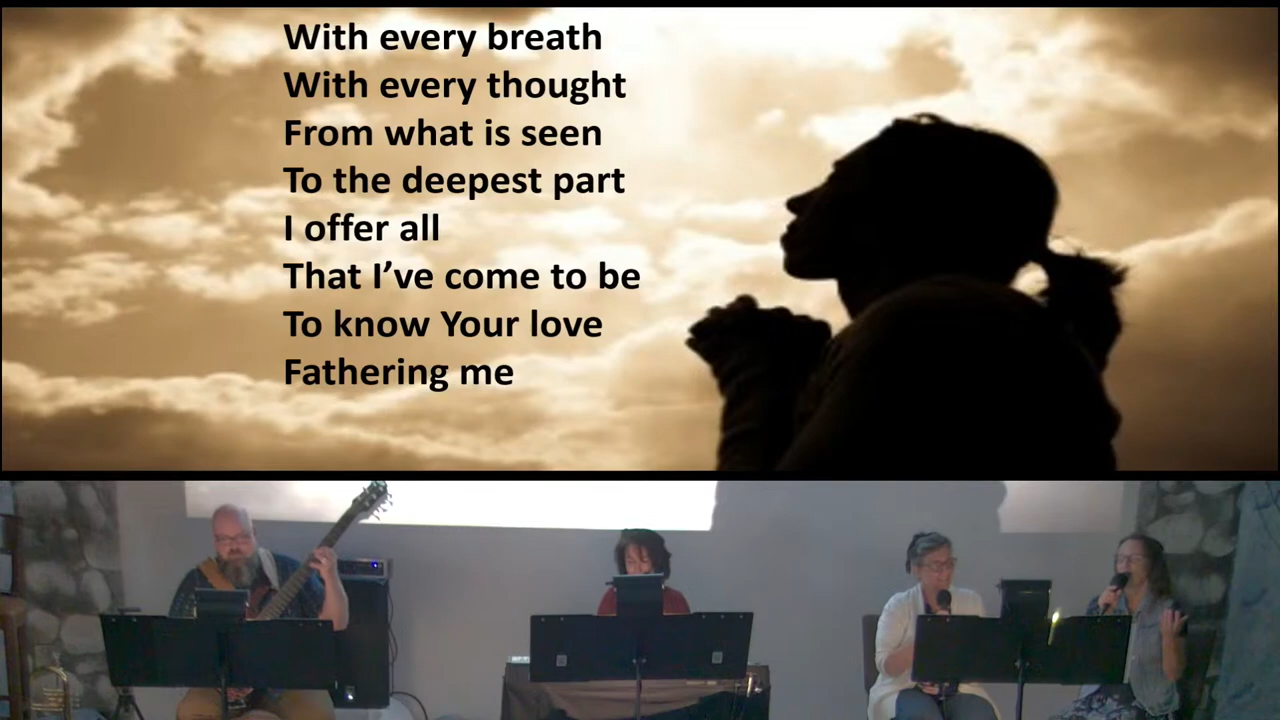 With every breath
With every thought
From what is seen
To the deepest part
I offer all
That I’ve come to be
To know Your love
Fathering me